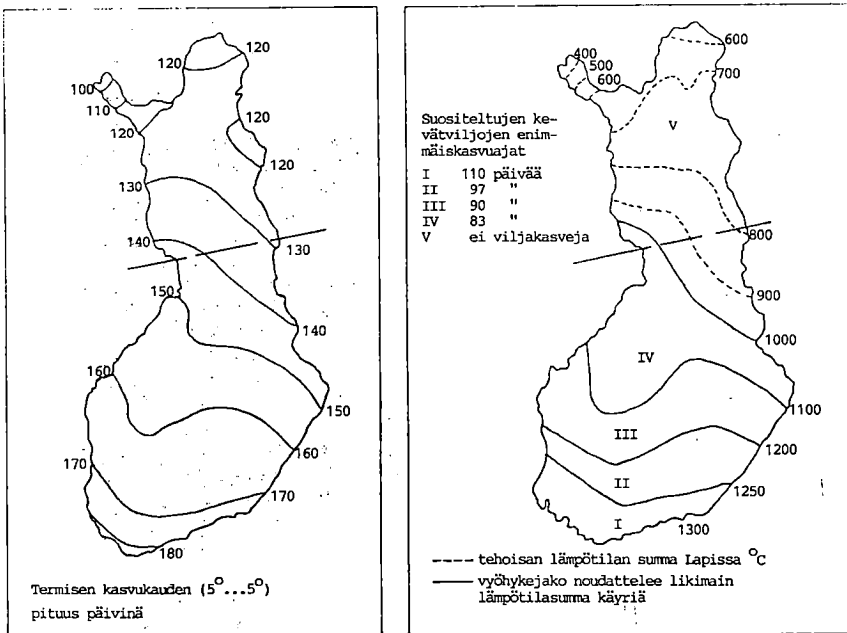 120
120
100
110
120
120
120
130
130
140
150
140
160
150
160
170
170
180
Termisen kasvukauden (5°...5°)
pituus päivinä
600
400
500
600
700
Suositeltujen ke-
vätviljojen enim-
mäiskasvuajat
I 110 päivää
II 97 "
III 90 "
IV 83 "
V ei viljakasveja
V
800
900
1000
IV
1100
III
1200
II
1250
I
1300
---- tehoisan lämpötilan summa Lapissa °C
—— vyöhykejako noudattelee likimain
lämpötilasumma käyriä